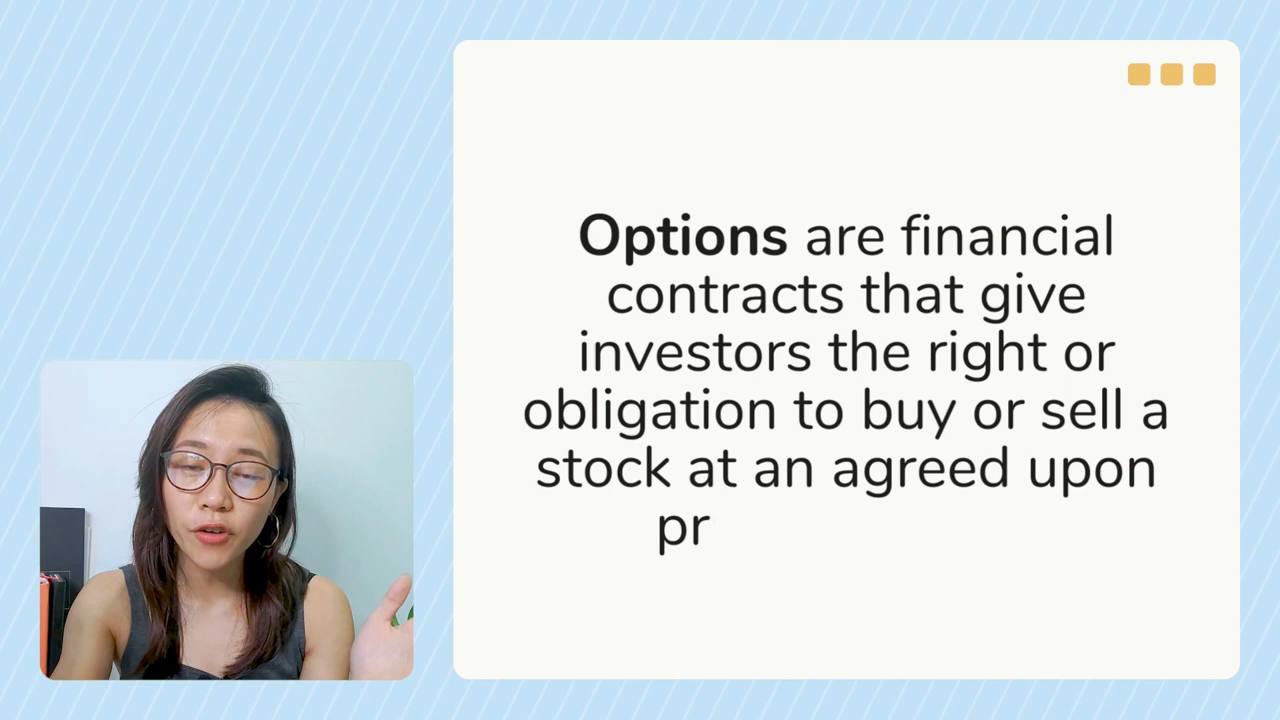 Options are financial
contracts that give
investors the right or
obligation to buy or sell a
stock at an agreed upon
pr